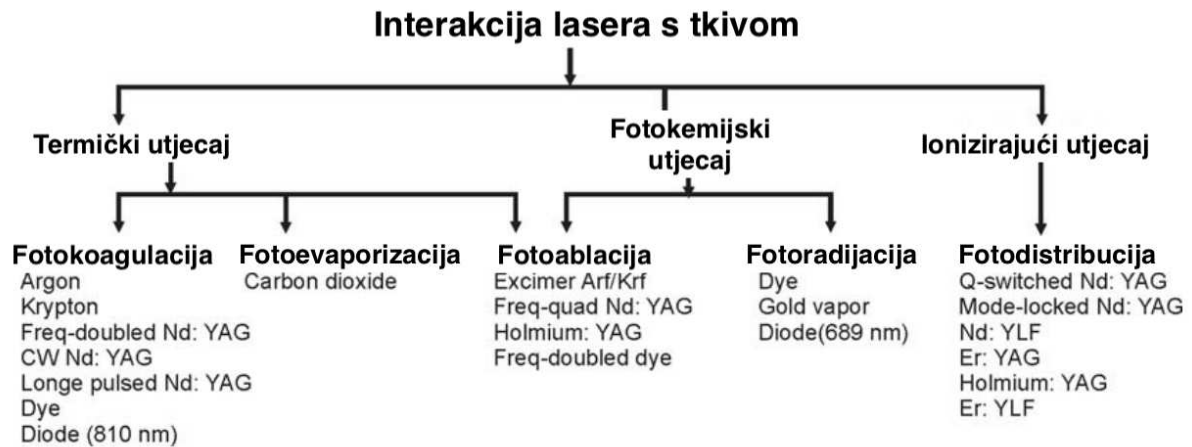 Interakcija lasera s tkivom
Termički utjecaj
Fotokemijski
utjecaj
Ionizirajući utjecaj
Fotokoagulacija
Argon
Krypton
Freq-doubled Nd: YAG
CW Nd: YAG
Longe pulsed Nd: YAG
Dye
Diode (810 nm)
Fotoevaporizacija
Carbon dioxide
Fotoablacija
Excimer Arf/Krf
Freq-quad Nd: YAG
Holmium: YAG
Freq-doubled dye
Fotoradijacija
Dye
Gold vapor
Diode(689 nm)
Fotodistribucija
Q-switched Nd: YAG
Mode-locked Nd: YAG
Nd: YLF
Er: YAG
Holmium: YAG
Er: YLF